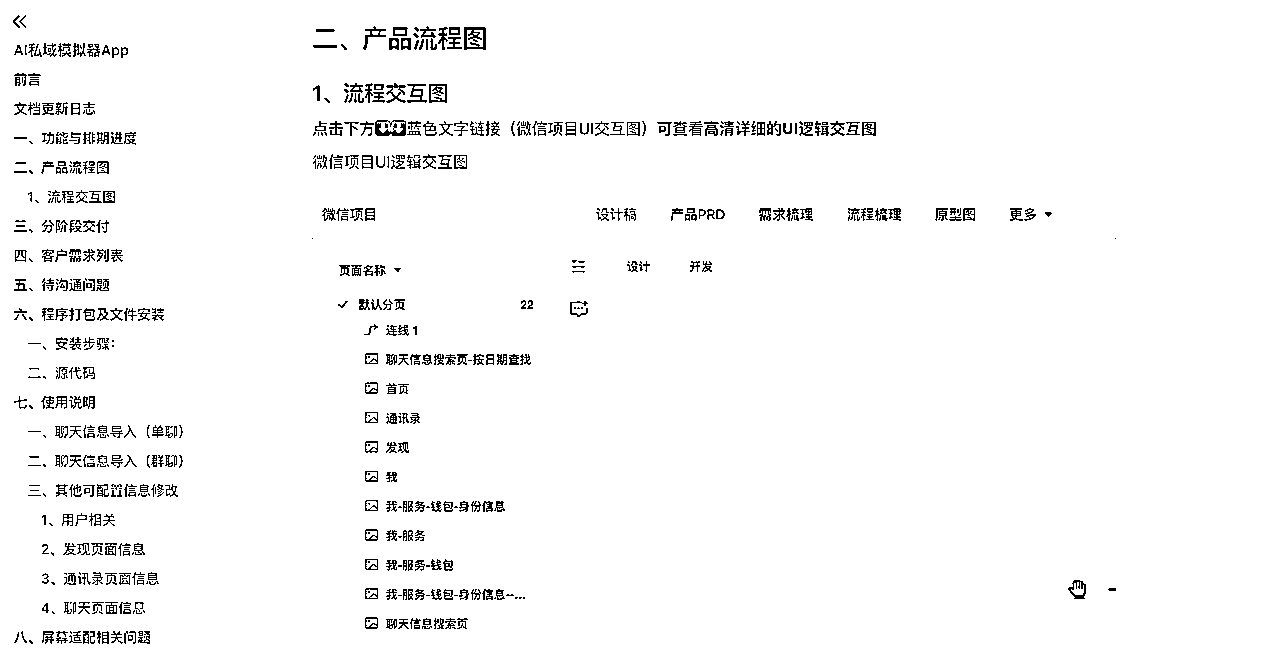 AI私域模拟器App
前言
文档更新日志
一、功能与排期进度
二、产品流程图
1、流程交互图
三、分阶段交付
四、客户需求列表
五、待沟通问题
六、程序打包及文件安装
一、安装步骤：
二、源代码
七、使用说明
一、聊天信息导入（单聊）
二、聊天信息导入（群聊）
三、其他可配置信息修改
1、用户相关
2、发现页面信息
3、通讯录页面信息
4、聊天页面信息
八、屏幕适配相关问题
二、产品流程图
1、流程交互图
点击下方⬇️⬇️蓝色文字链接（微信项目UI交互图）可查看高清详细的UI逻辑交互图
微信项目UI逻辑交互图
微信项目 设计稿 产品PRD 需求梳理 流程梳理 原型图 更多
页面名称 设计 开发
默认分页 22
连线 1
聊天信息搜索页-按日期查找
首页
通讯录
发现
我
我-服务-钱包-身份信息
我-服务
我-服务-钱包
我-服务-钱包-身份信息--...
聊天信息搜索页